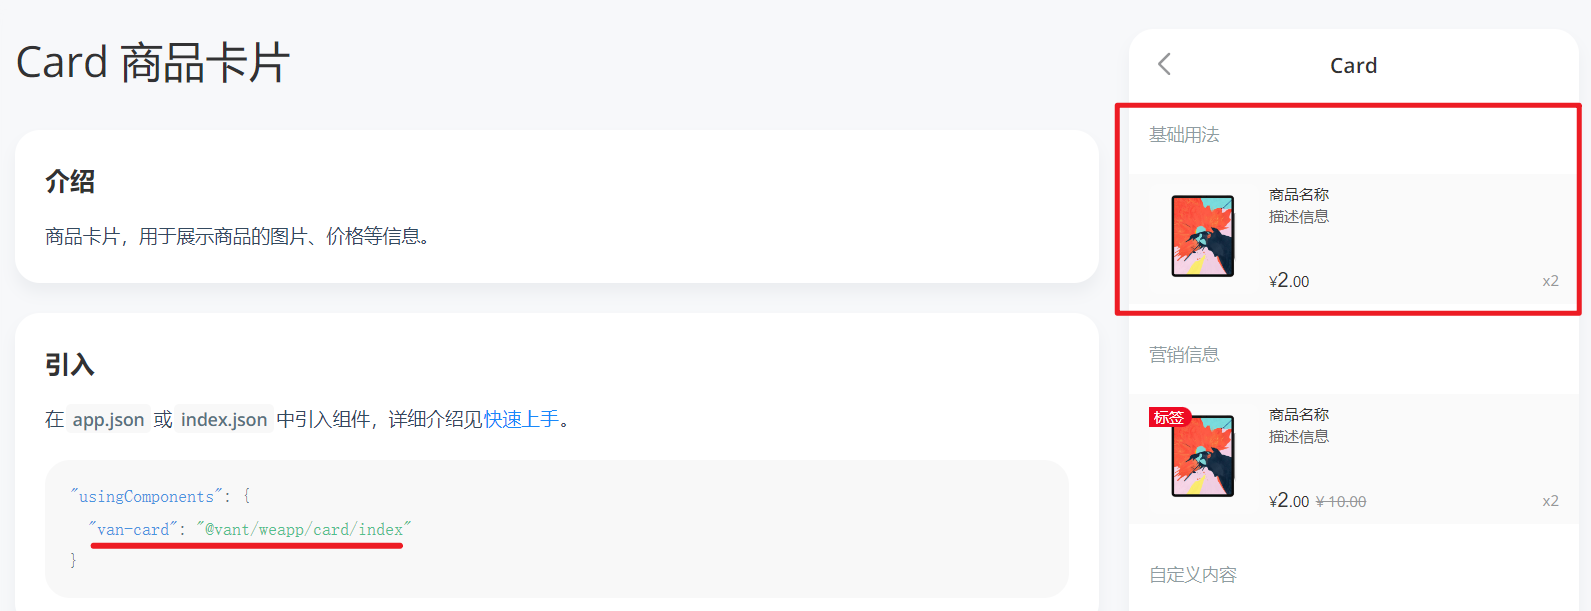 Card 商品卡片
介绍
商品卡片，用于展示商品的图片、价格等信息。
引入
在 app.json 或 index.json 中引入组件，详细介绍见快速上手。
"usingComponents": {
"van-card": "@vant/weapp/card/index"
}
Card
基础用法
商品名称
描述信息
¥2.00
x2
营销信息
标签
商品名称
描述信息
¥2.00 ¥ 10.00
x2
自定义内容